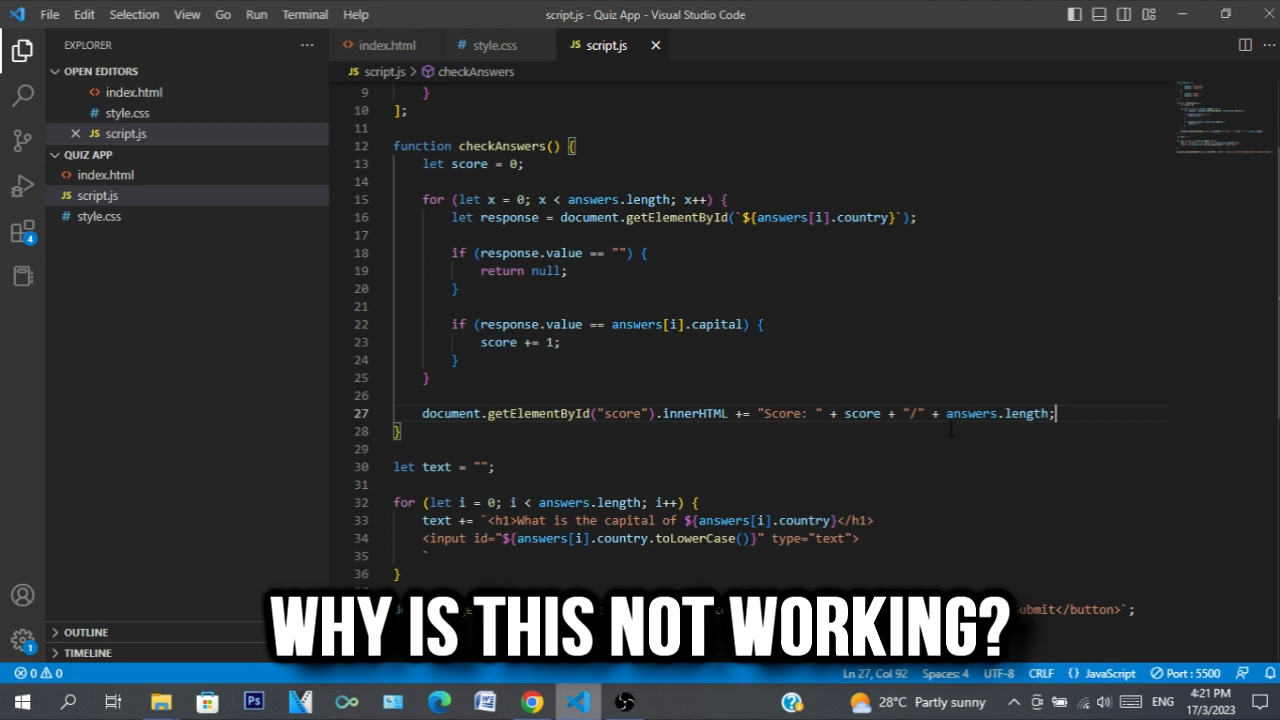 File Edit Selection View Go Run Terminal Help
script.js - Quiz App - Visual Studio Code
EXPLORER
OPEN EDITORS
index.html
style.css
script.js
QUIZ APP
index.html
script.js
style.css
OUTLINE
TIMELINE
index.html style.css JS script.js
JS script.js > checkAnswers
9 }
10 ];
11
12 function checkAnswers() {
13 let score = 0;
14
15 for (let x = 0; x < answers.length; x++) {
16 let response = document.getElementById(`${answers[i].country}`);
17
18 if (response.value == "") {
19 return null;
20 }
21
22 if (response.value == answers[i].capital) {
23 score += 1;
24 }
25 }
26
27 document.getElementById("score").innerHTML += "Score: " + score + "/" + answers.length;
28 }
29
30 let text = "";
31
32 for (let i = 0; i < answers.length; i++) {
33 text += `<h1>What is the capital of ${answers[i].country}</h1>
34 <input id="${answers[i].country.toLowerCase()}" type="text">
35 `
36 }
ubmit</button>`;
WHY IS THIS NOT WORKING?
0 0 Ln 27, Col 92 Spaces: 4 UTF-8 CRLF {} JavaScript Port : 5500
28°C Partly sunny ENG 4:21 PM
17/3/2023